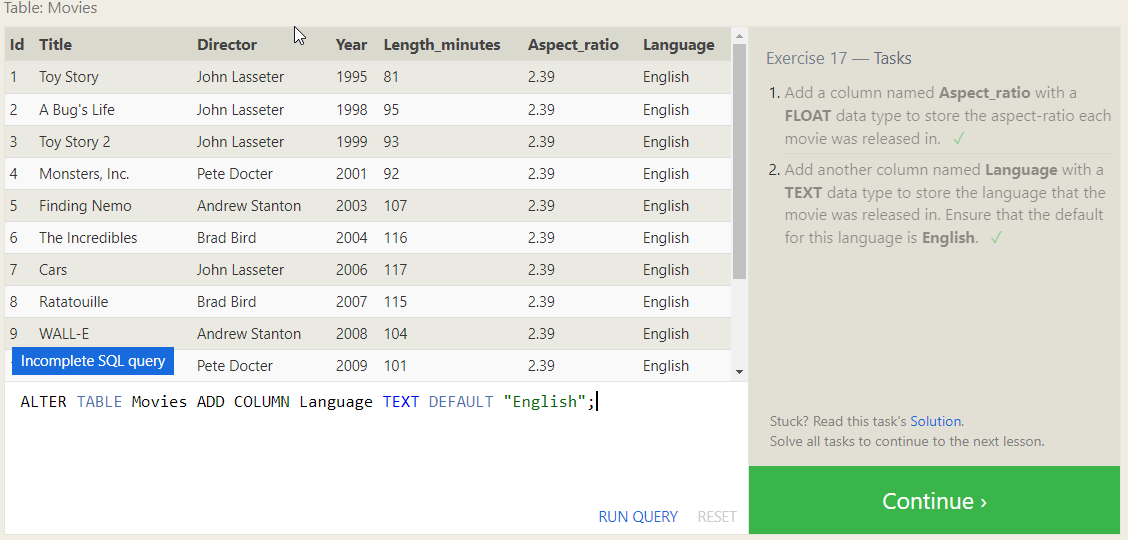 Table: Movies
Id Title Director Year Length_minutes Aspect_ratio Language
1 Toy Story John Lasseter 1995 81 2.39 English
2 A Bug's Life John Lasseter 1998 95 2.39 English
3 Toy Story 2 John Lasseter 1999 93 2.39 English
4 Monsters, Inc. Pete Docter 2001 92 2.39 English
5 Finding Nemo Andrew Stanton 2003 107 2.39 English
6 The Incredibles Brad Bird 2004 116 2.39 English
7 Cars John Lasseter 2006 117 2.39 English
8 Ratatouille Brad Bird 2007 115 2.39 English
9 WALL-E Andrew Stanton 2008 104 2.39 English
Pete Docter 2009 101 2.39 English
Incomplete SQL query
ALTER TABLE Movies ADD COLUMN Language TEXT DEFAULT "English";
RUN QUERY RESET
Exercise 17 — Tasks
1. Add a column named Aspect_ratio with a
FLOAT data type to store the aspect-ratio each
movie was released in. ✓
2. Add another column named Language with a
TEXT data type to store the language that the
movie was released in. Ensure that the default
for this language is English. ✓
Stuck? Read this task's Solution.
Solve all tasks to continue to the next lesson.
Continue ›